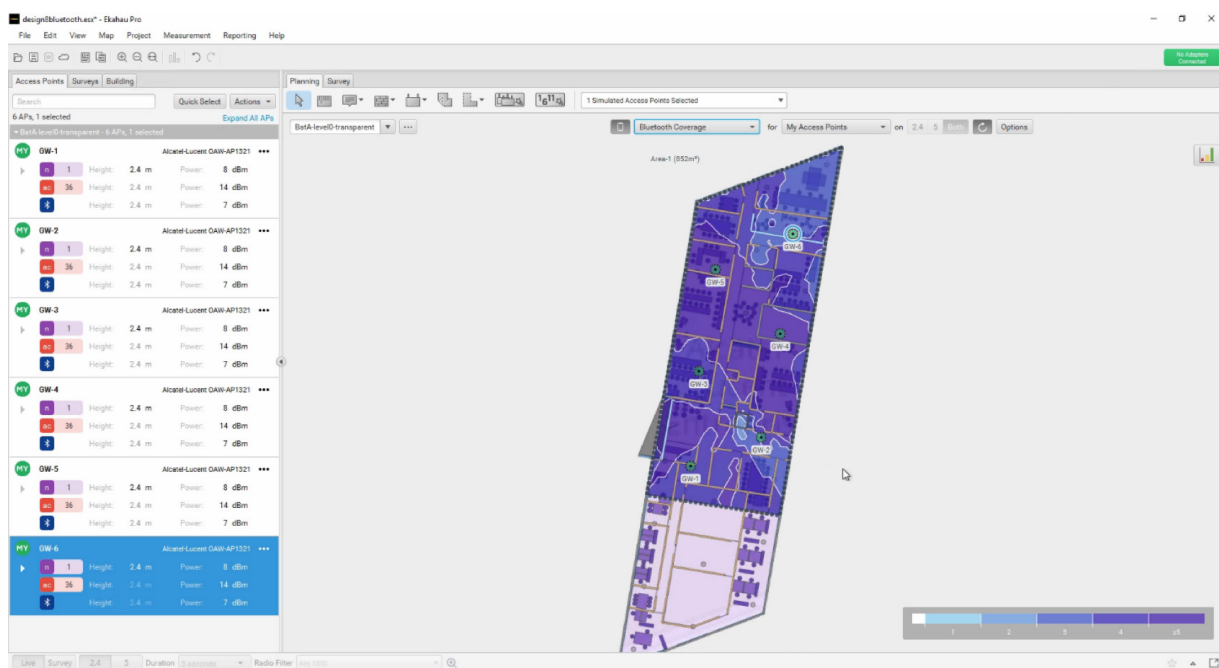 designBbluetooth.esx* - Ekahau Pro
File Edit View Map Project Measurement Reporting Help
No Adapters
Connected
Access Points Surveys Building
Planning Survey
Search Quick Select Actions
1 Simulated Access Points Selected
6 APs, 1 selected Expand All APs
BatA-level0-transparent - 6 APs, 1 selected
BatA-level0-transparent ...
Bluetooth Coverage for My Access Points on 2.4 5 Both Options
MY GW-1 Alcatel-Lucent OAW-AP1321
n 1 Height: 2.4 m Power: 8 dBm
ac 36 Height: 2.4 m Power: 14 dBm
Height: 2.4 m Power: 7 dBm
MY GW-2 Alcatel-Lucent OAW-AP1321
n 1 Height: 2.4 m Power: 8 dBm
ac 36 Height: 2.4 m Power: 14 dBm
Height: 2.4 m Power: 7 dBm
MY GW-3 Alcatel-Lucent OAW-AP1321
n 1 Height: 2.4 m Power: 8 dBm
ac 36 Height: 2.4 m Power: 14 dBm
Height: 2.4 m Power: 7 dBm
MY GW-4 Alcatel-Lucent OAW-AP1321
n 1 Height: 2.4 m Power: 8 dBm
ac 36 Height: 2.4 m Power: 14 dBm
Height: 2.4 m Power: 7 dBm
MY GW-5 Alcatel-Lucent OAW-AP1321
n 1 Height: 2.4 m Power: 8 dBm
ac 36 Height: 2.4 m Power: 14 dBm
Height: 2.4 m Power: 7 dBm
MY GW-6 Alcatel-Lucent OAW-AP1321
n 1 Height: 2.4 m Power: 8 dBm
ac 36 Height: 2.4 m Power: 14 dBm
Height: 2.4 m Power: 7 dBm
Area-1 (852m²)
GW-6
GW-5
GW-4
GW-3
GW-2
GW-1
1 2 3 4 ≥5
Live Survey 2.4 5 Duration 3 seconds Radio Filter